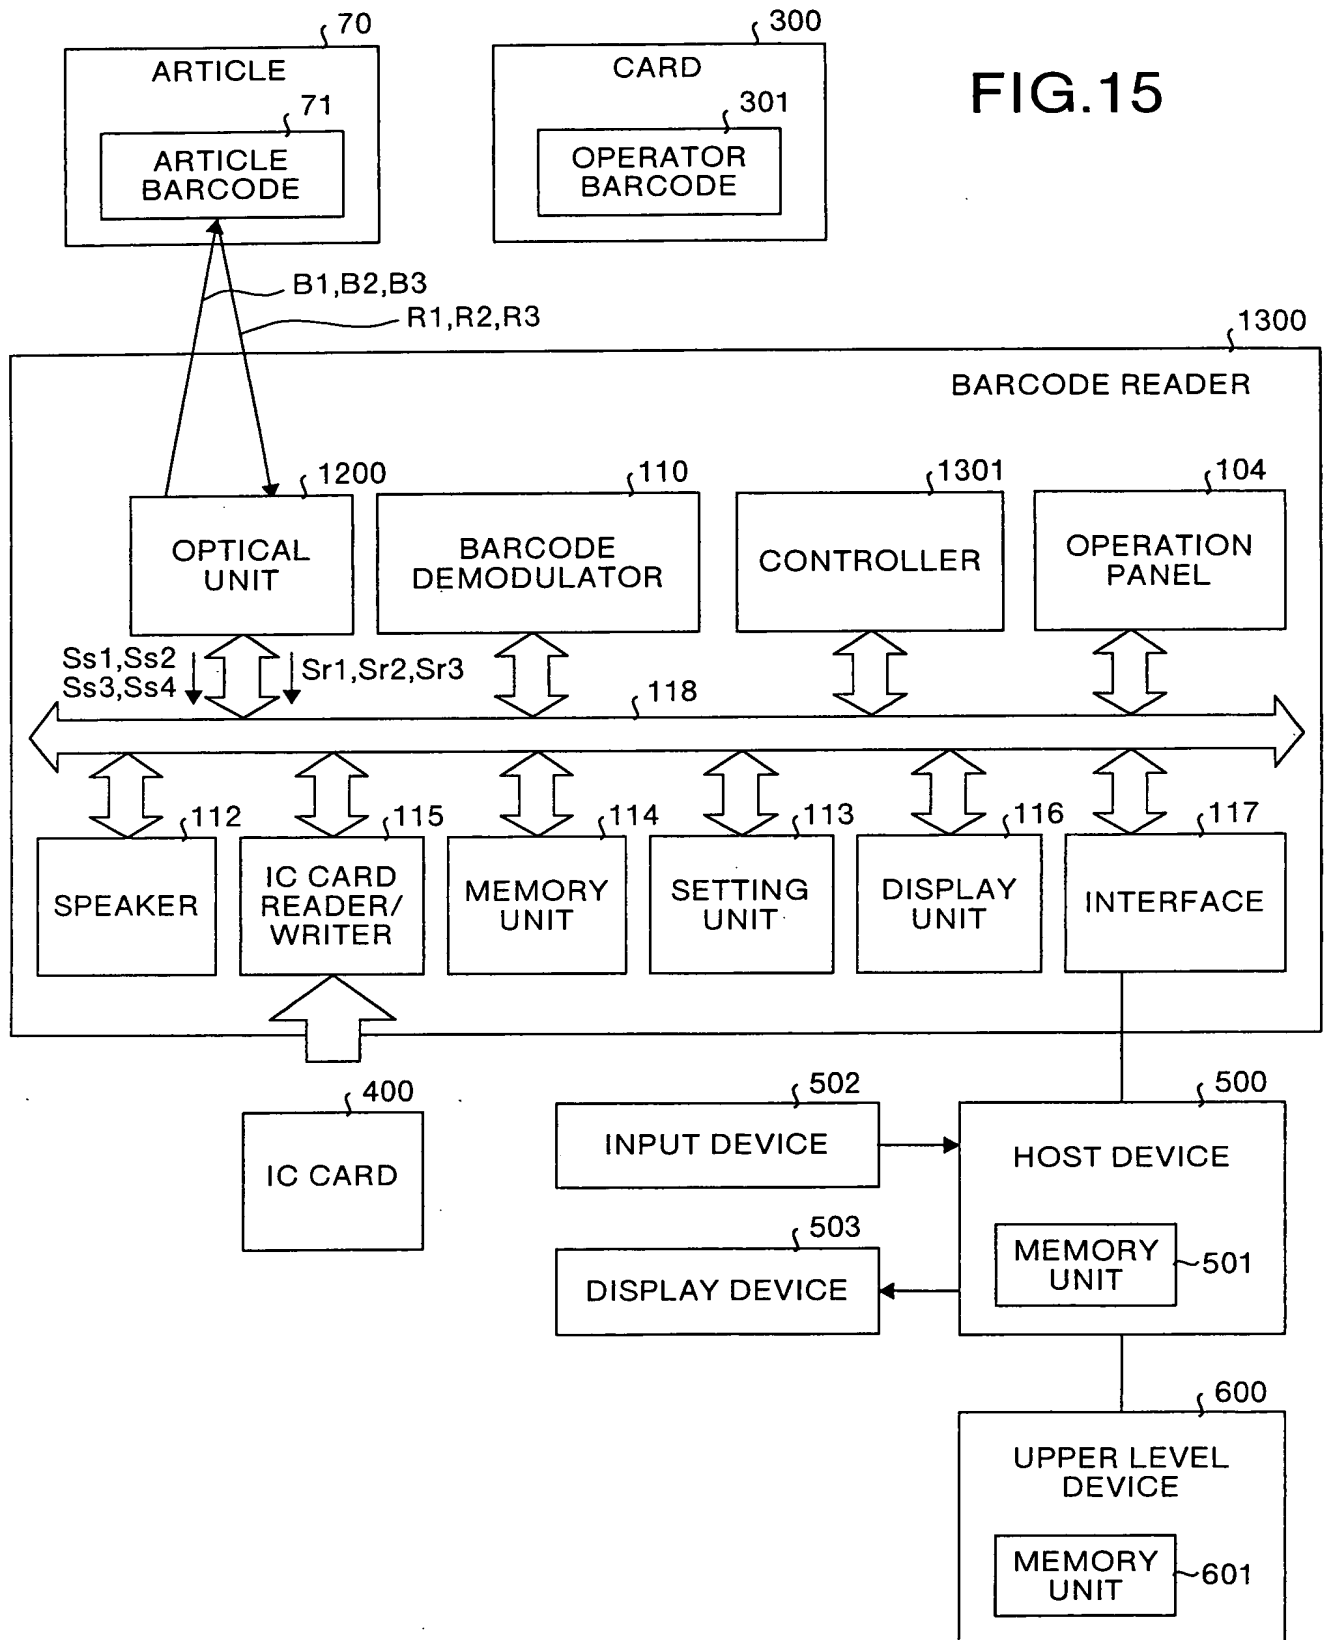 70
300
ARTICLE
CARD
FIG.15
71
301
ARTICLE
BARCODE
OPERATOR
BARCODE
B1,B2,B3
R1,R2,R3
1300
BARCODE READER
1200
110
1301
104
OPTICAL
UNIT
BARCODE
DEMODULATOR
CONTROLLER
OPERATION
PANEL
Ss1,Ss2
Ss3,Ss4
Sr1,Sr2,Sr3
118
112
115
114
113
116
117
SPEAKER
IC CARD
READER/
WRITER
MEMORY
UNIT
SETTING
UNIT
DISPLAY
UNIT
INTERFACE
400
IC CARD
502
INPUT DEVICE
500
HOST DEVICE
503
DISPLAY DEVICE
MEMORY
UNIT
501
600
UPPER LEVEL
DEVICE
MEMORY
UNIT
601